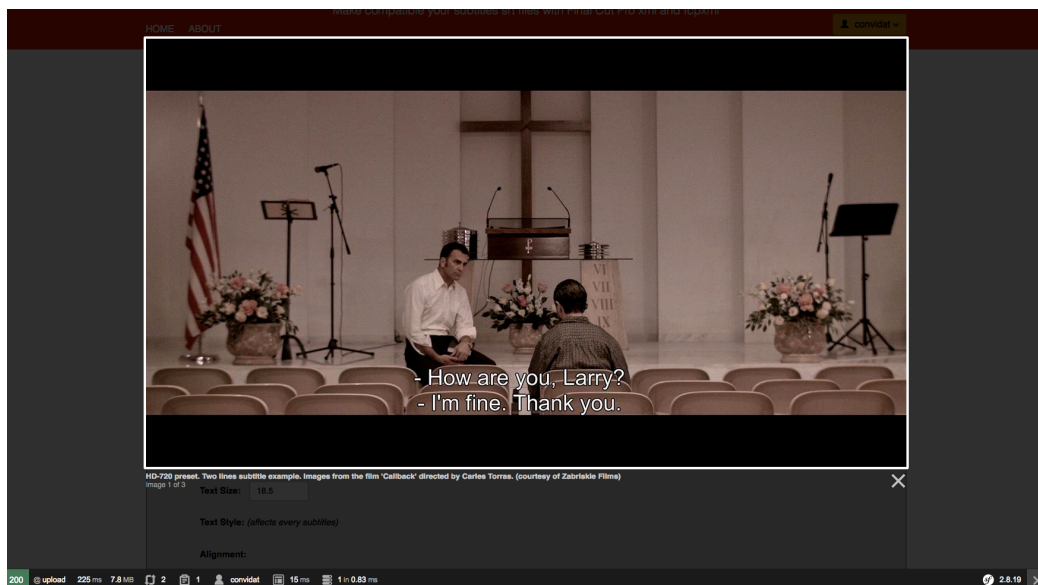 Make compatible your subtitles srt files with Final Cut Pro xml and fcpxml
HOME ABOUT
convidat
VI
VII
VIII
IX
- How are you, Larry?
- I'm fine. Thank you.
HD-720 preset. Two lines subtitle example. Images from the film 'Callback' directed by Carles Torras. (courtesy of Zabriskie Films)
Image 1 of 3
Text Size: 18.5
Text Style: (affects every subtitles)
Alignment:
200 @ upload 225 ms 7.8 MB 2 1 convidat 15 ms 1 in 0.83 ms 2.8.19